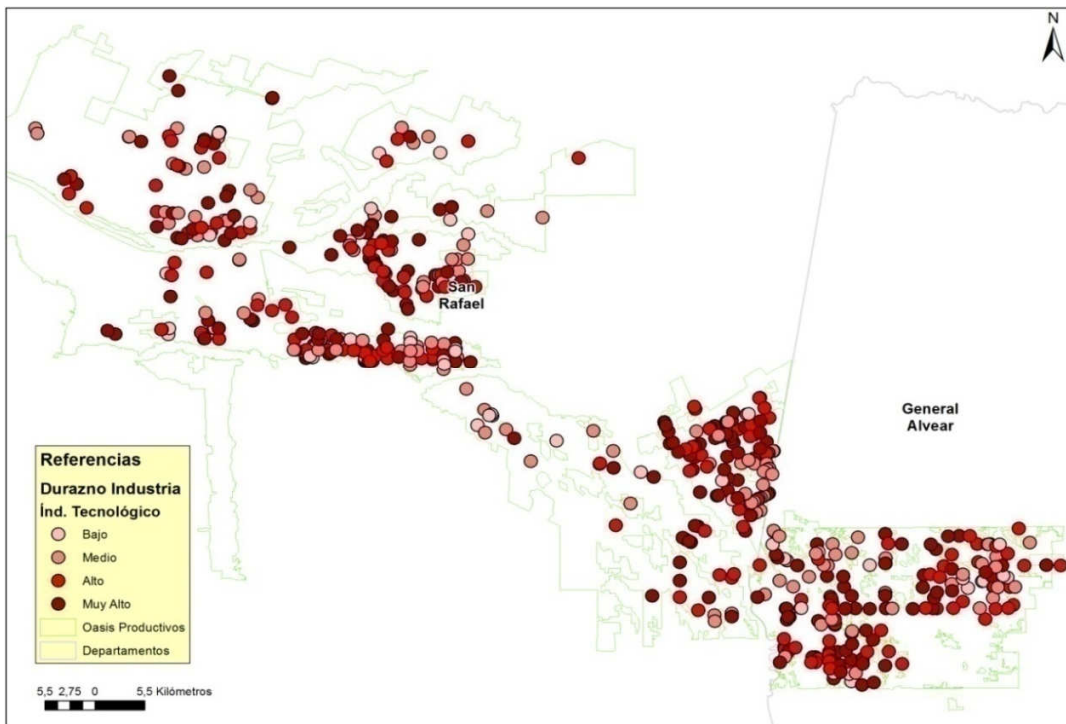 N
San
Rafael
General
Alvear
Referencias
Durazno Industria
Índ. Tecnológico
Bajo
Medio
Alto
Muy Alto
Oasis Productivos
Departamentos
5,5 2,75 0 5,5 Kilómetros